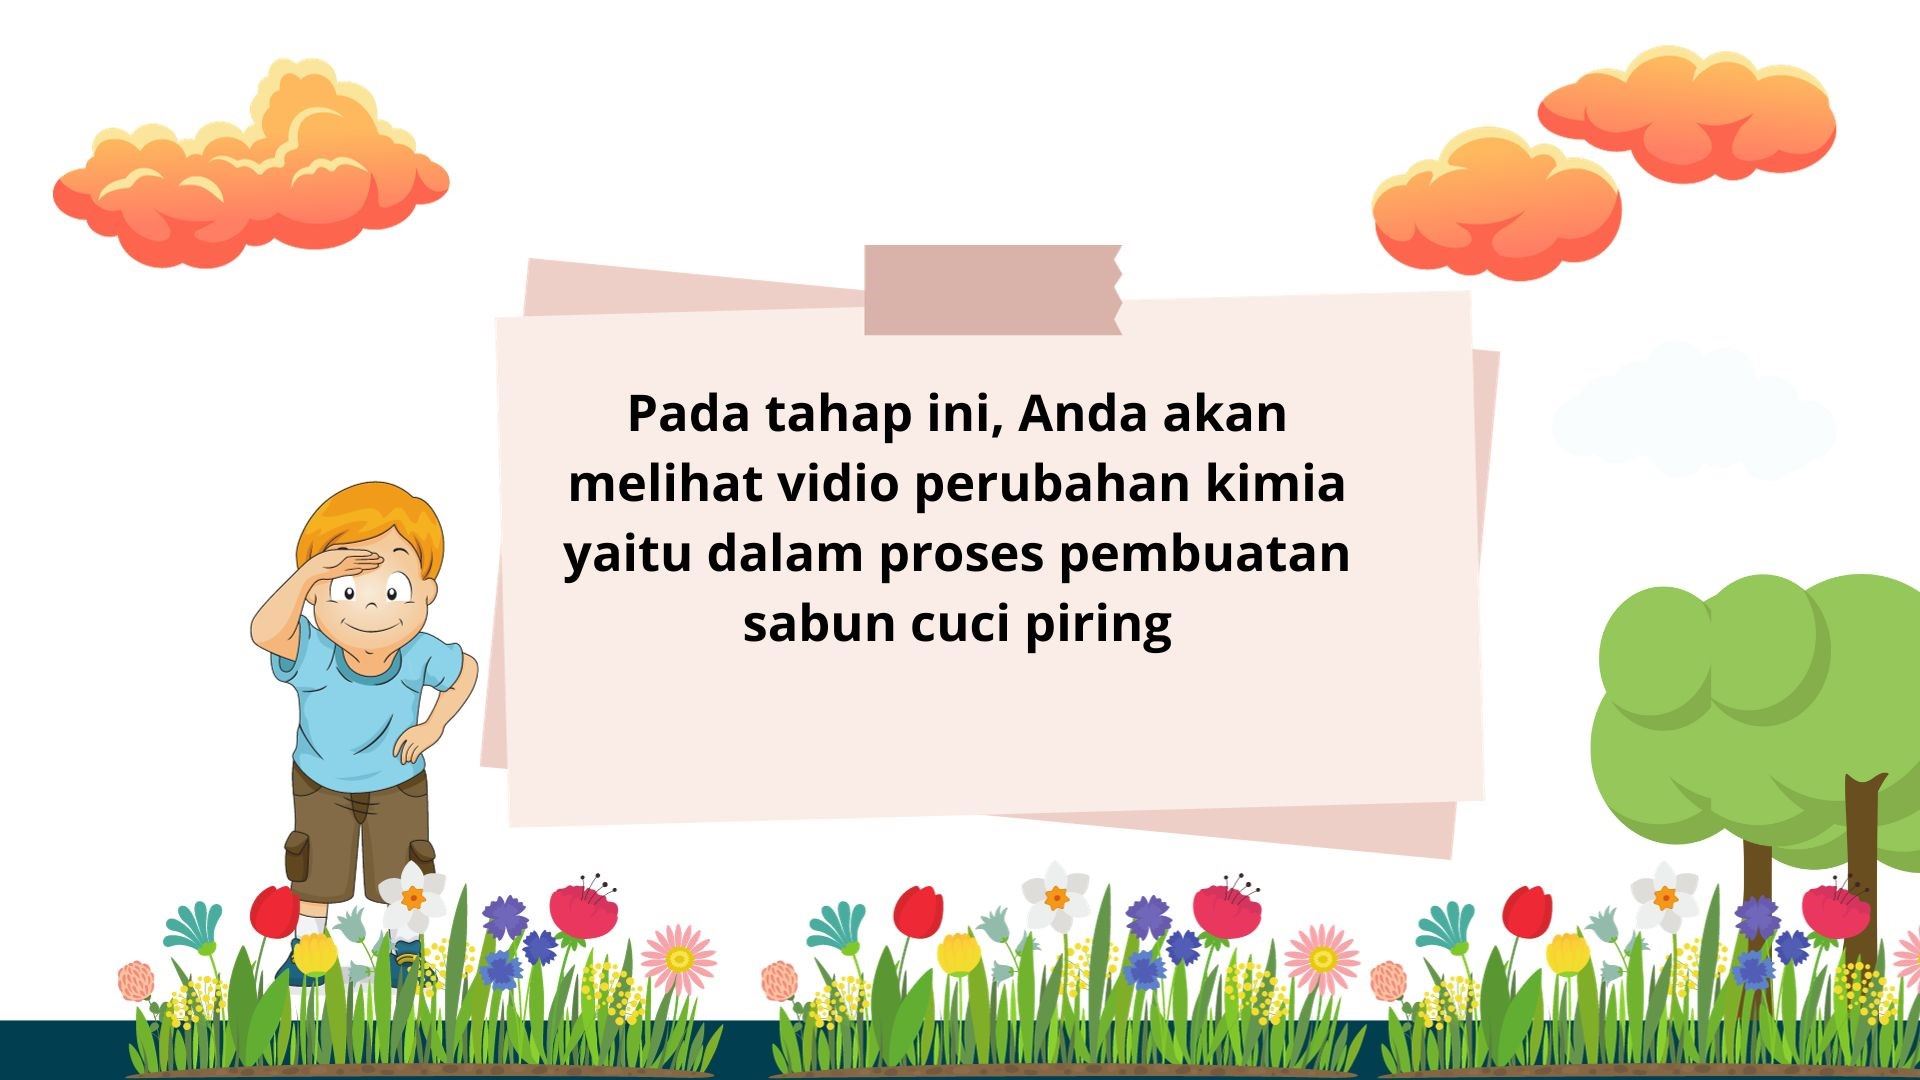 Pada tahap ini, Anda akan
melihat vidio perubahan kimia
yaitu dalam proses pembuatan
sabun cuci piring